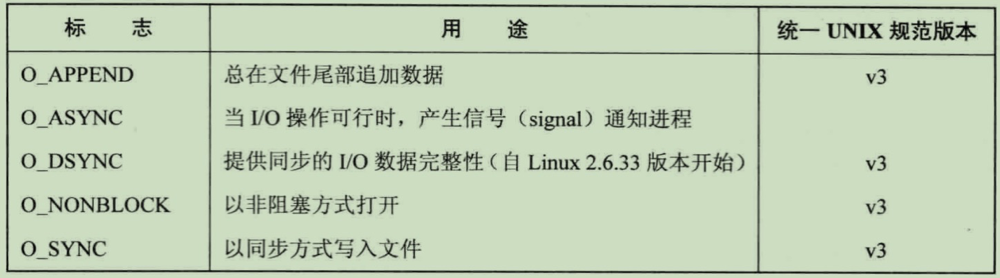 标 志 用 途 统一 UNIX 规范版本
O_APPEND 总在文件尾部追加数据 v3
O_ASYNC 当 I/O 操作可行时，产生信号（signal）通知进程
O_DSYNC 提供同步的 I/O 数据完整性（自 Linux 2.6.33 版本开始） v3
O_NONBLOCK 以非阻塞方式打开 v3
O_SYNC 以同步方式写入文件 v3